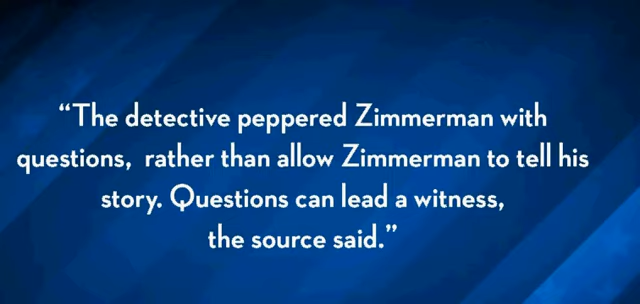 “The detective peppered Zimmerman with
questions, rather than allow Zimmerman to tell his
story. Questions can lead a witness,
the source said.”